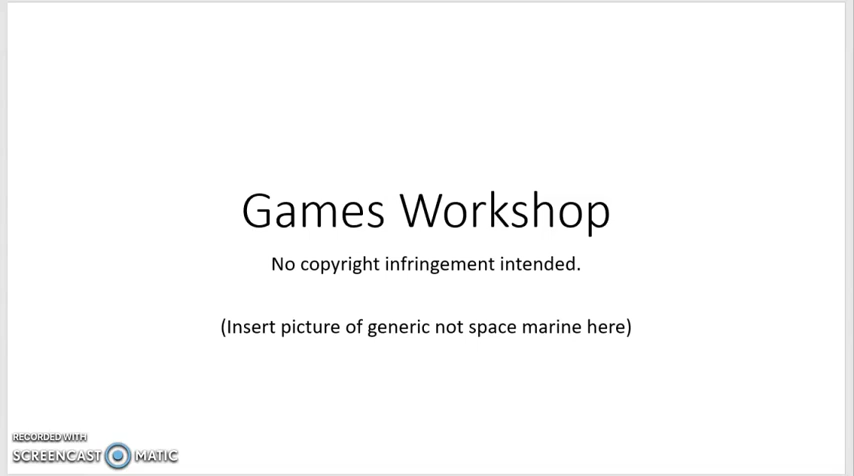 Games Workshop
No copyright infringement intended.
(Insert picture of generic not space marine here)
RECORDED WITH
SCREENCAST MATIC